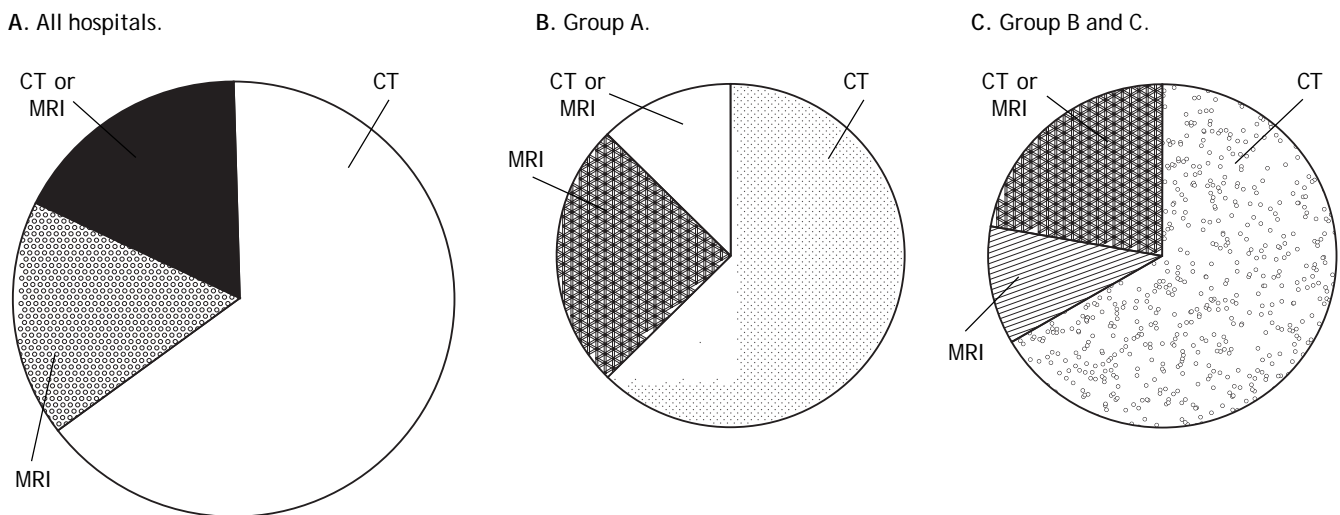 A. All hospitals.
CT or
MRI
CT
MRI
B. Group A.
CT or
MRI
CT
MRI
C. Group B and C.
CT or
MRI
CT
MRI